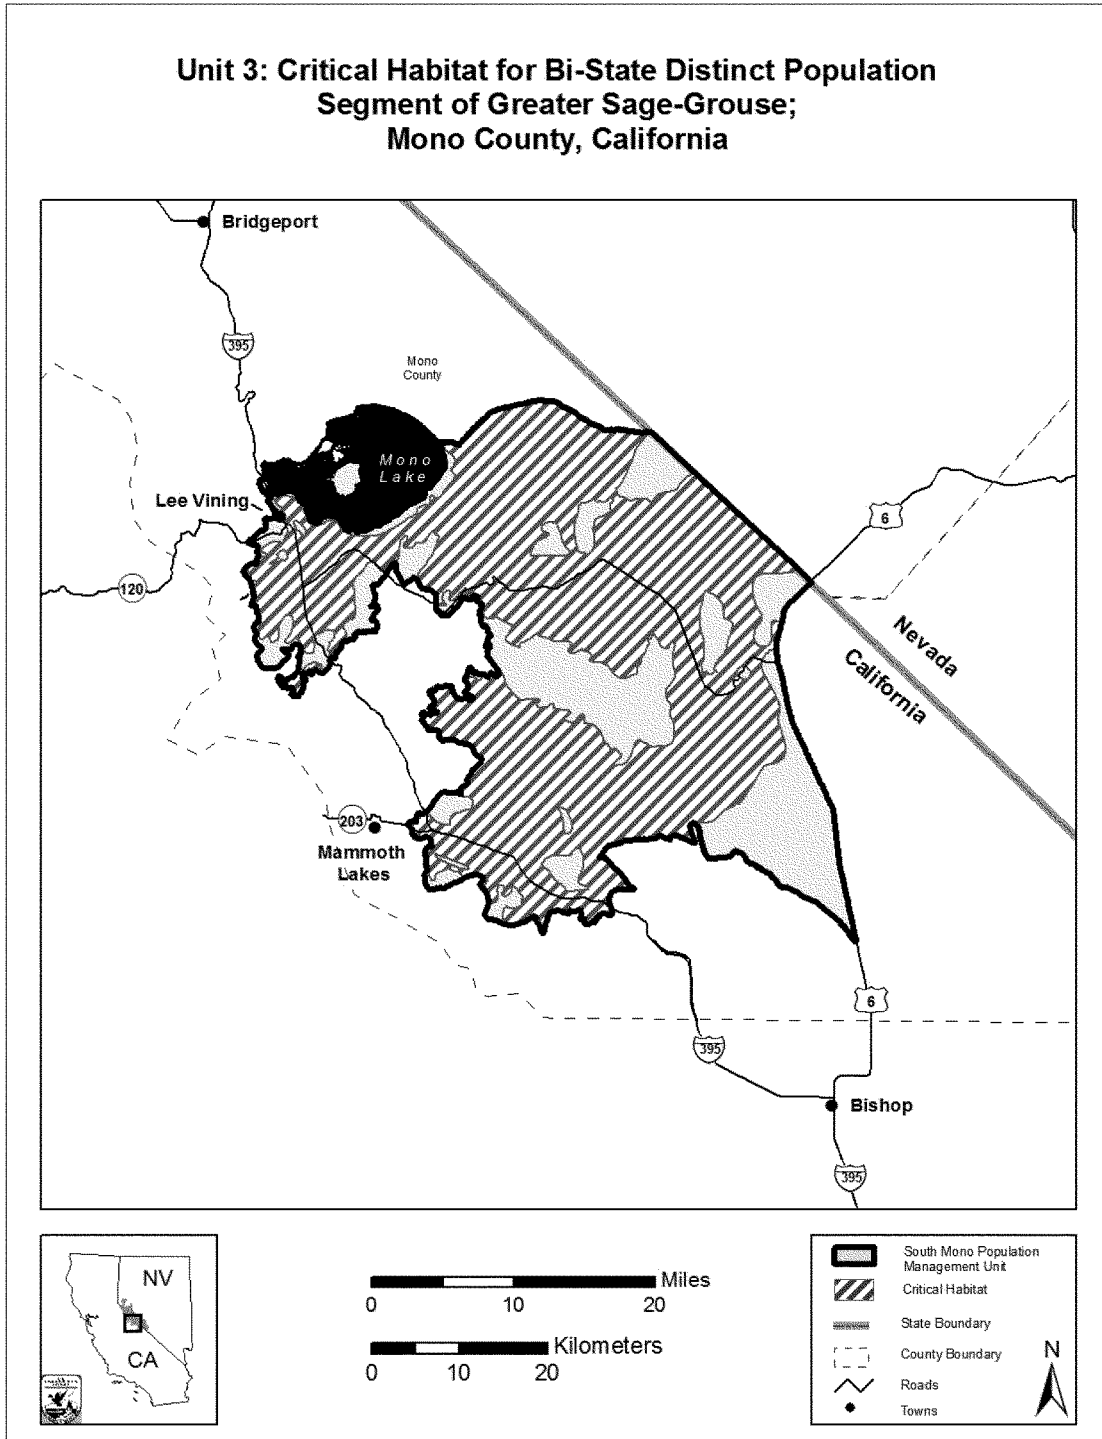 Unit 3: Critical Habitat for Bi-State Distinct Population
Segment of Greater Sage-Grouse;
Mono County, California
Bridgeport
395
Mono
County
Mono
Lake
Lee Vining
6
120
Nevada
California
203
Mammoth
Lakes
6
395
Bishop
395
NV
CA
Miles
0 10 20
Kilometers
0 10 20
South Mono Population
Management Unit
Critical Habitat
State Boundary
County Boundary
Roads
Towns
N